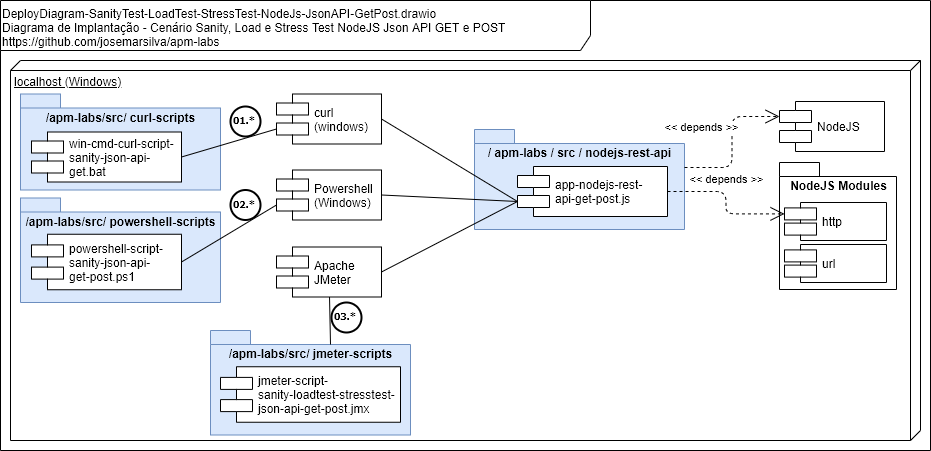 DeployDiagram-SanityTest-LoadTest-StressTest-NodeJs-JsonAPI-GetPost.drawio
Diagrama de Implantação - Cenário Sanity, Load e Stress Test NodeJS Json API GET e POST
https://github.com/josemarsilva/apm-labs
localhost (Windows)
/apm-labs/src/ curl-scripts
win-cmd-curl-script-
sanity-json-api-
get.bat
01.*
curl
(windows)
/apm-labs/src/ powershell-scripts
powershell-script-
sanity-json-api-
get-post.ps1
02.*
Powershell
(Windows)
Apache
JMeter
03.*
/apm-labs/src/ jmeter-scripts
jmeter-script-
sanity-loadtest-stresstest-
json-api-get-post.jmx
/ apm-labs / src / nodejs-rest-api
app-nodejs-rest-
api-get-post.js
<< depends >>
<< depends >>
NodeJS
NodeJS Modules
http
url